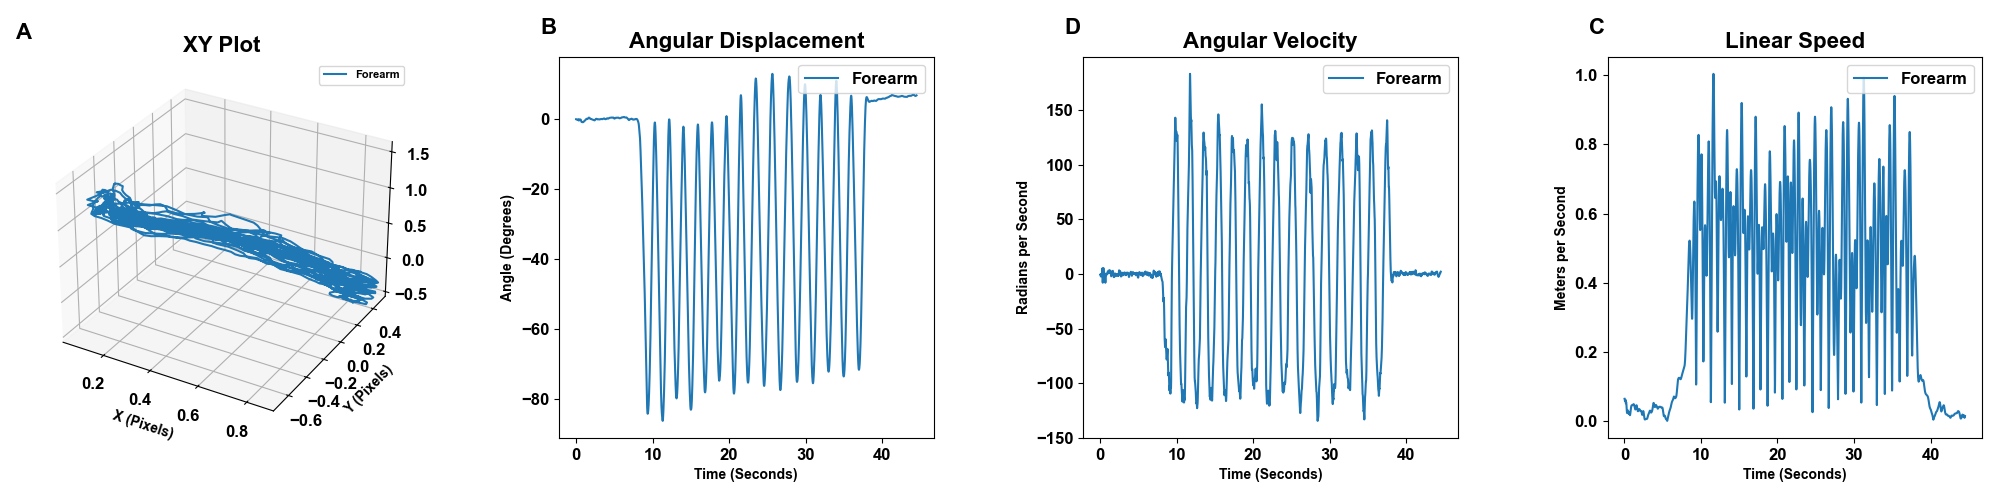 A
XY Plot
Forearm
1.5
1.0
0.5
0.0
−0.5
0.4
0.2
0.0
−0.2
−0.4
−0.6
Y (Pixels)
0.2
0.4
0.6
0.8
X (Pixels)
B
Angular Displacement
Forearm
0
−20
−40
−60
−80
Angle (Degrees)
0 10 20 30 40
Time (Seconds)
D
Angular Velocity
Forearm
150
100
50
0
−50
−100
−150
Radians per Second
0 10 20 30 40
Time (Seconds)
C
Linear Speed
Forearm
1.0
0.8
0.6
0.4
0.2
0.0
Meters per Second
0 10 20 30 40
Time (Seconds)